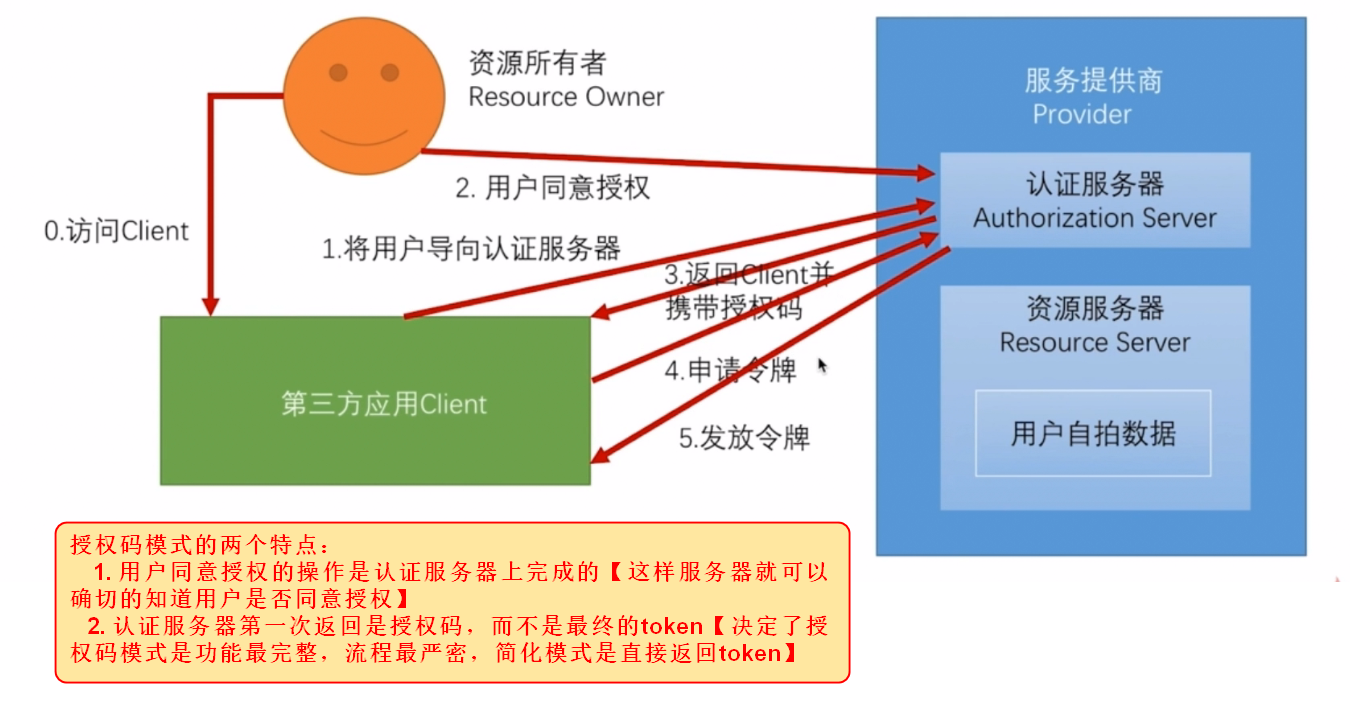 资源所有者
Resource Owner
服务提供商
Provider
认证服务器
Authorization Server
2. 用户同意授权
0.访问Client
1.将用户导向认证服务器
3.返回Client并
携带授权码
资源服务器
Resource Server
4.申请令牌
第三方应用Client
用户自拍数据
5.发放令牌
授权码模式的两个特点：
1. 用户同意授权的操作是认证服务器上完成的【这样服务器就可以
确切的知道用户是否同意授权】
2. 认证服务器第一次返回是授权码，而不是最终的token【决定了授
权码模式是功能最完整，流程最严密，简化模式是直接返回token】